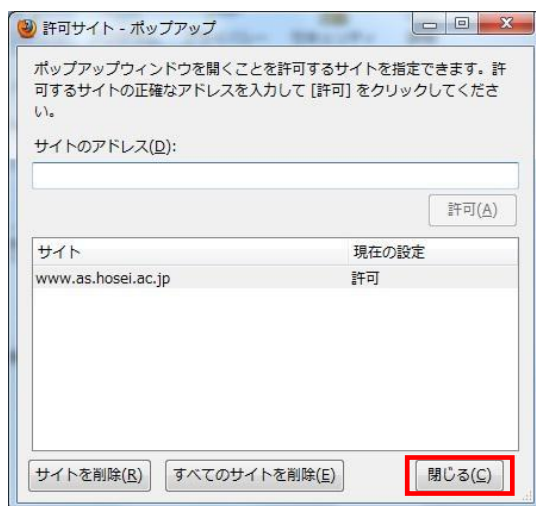 許可サイト - ポップアップ
ポップアップウィンドウを開くことを許可するサイトを指定できます。許
可するサイトの正確なアドレスを入力して [許可] をクリックしてくださ
い。
サイトのアドレス(D):
許可(A)
サイト 現在の設定
www.as.hosei.ac.jp 許可
サイトを削除(R) すべてのサイトを削除(E) 閉じる(C)